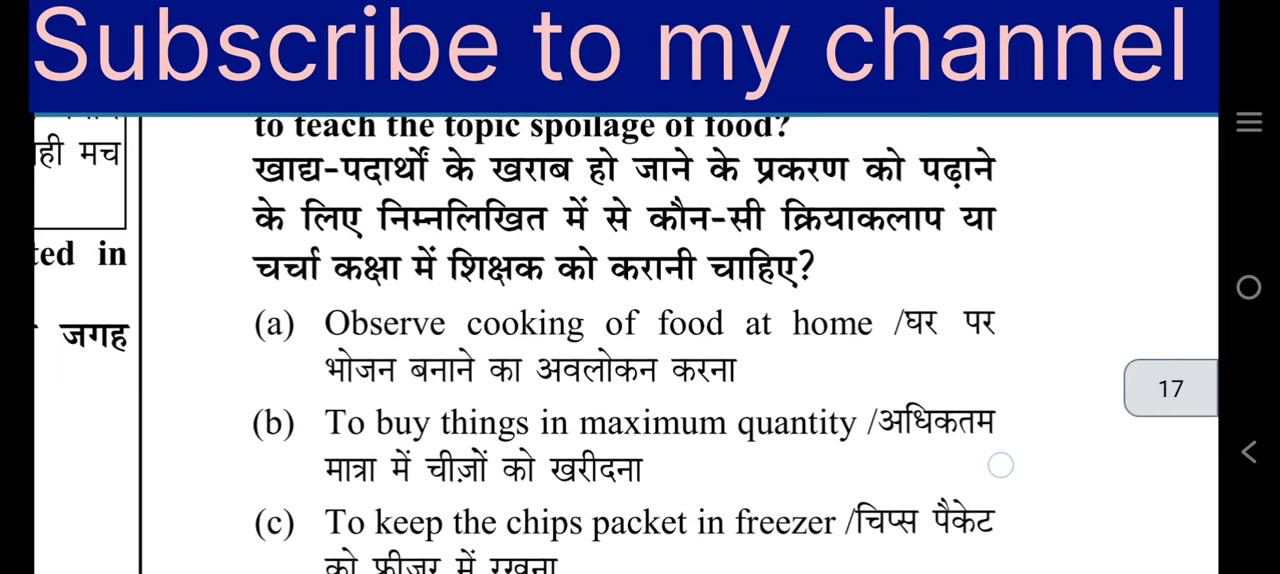 Subscribe to my channel
to teach the topic spoilage of food?
ही मच
खाद्य-पदार्थों के खराब हो जाने के प्रकरण को पढ़ाने
के लिए निम्नलिखित में से कौन-सी क्रियाकलाप या
ted in
चर्चा कक्षा में शिक्षक को करानी चाहिए?
जगह
(a) Observe cooking of food at home /घर पर
भोजन बनाने का अवलोकन करना
17
(b) To buy things in maximum quantity /अधिकतम
मात्रा में चीज़ों को खरीदना
(c) To keep the chips packet in freezer /चिप्स पैकेट
को फ्रीजर में रखना